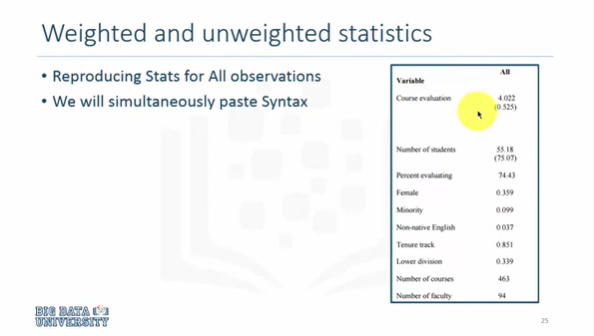 Weighted and unweighted statistics
• Reproducing Stats for All observations
• We will simultaneously paste Syntax
All
Variable
Course evaluation 4.022
(0.525)
Number of students 55.18
(75.07)
Percent evaluating 74.43
Female 0.359
Minority 0.099
Non-native English 0.037
Tenure track 0.851
Lower division 0.339
Number of courses 463
Number of faculty 94
BIG DATA
UNIVERSITY
25